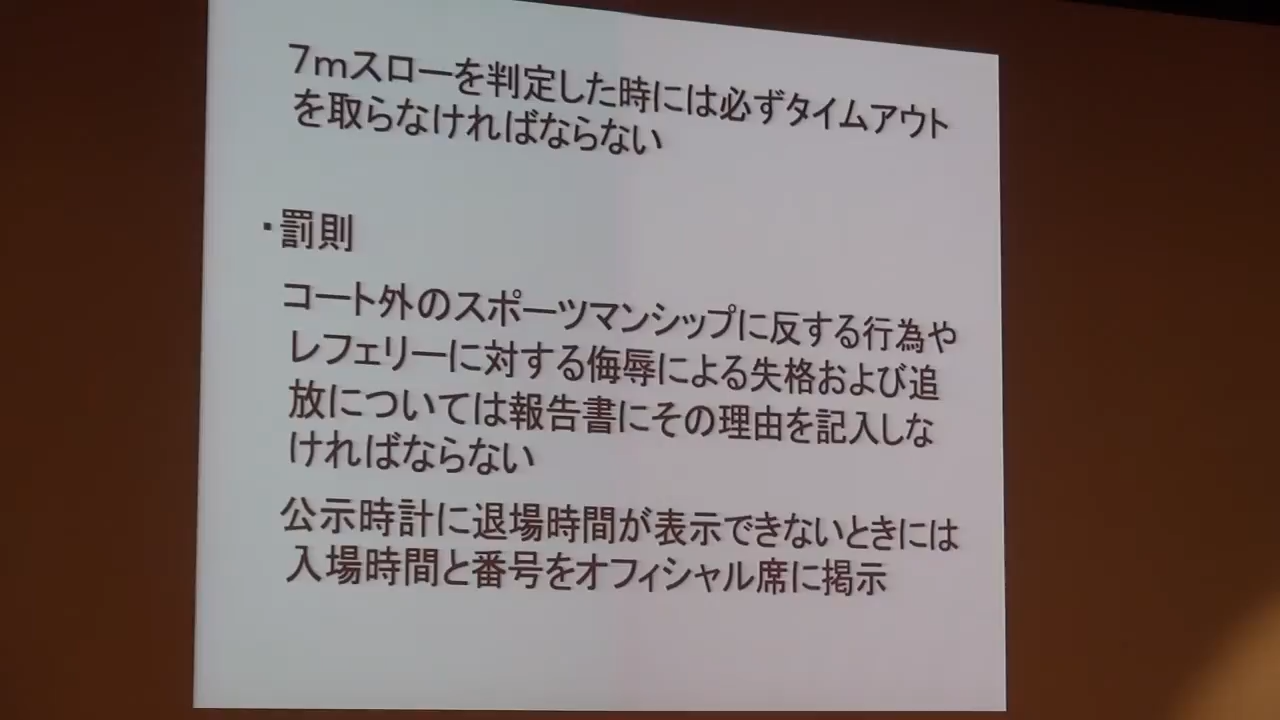 7mスローを判定した時には必ずタイムアウト
を取らなければならない
・罰則
コート外のスポーツマンシップに反する行為や
レフェリーに対する侮辱による失格および追
放については報告書にその理由を記入しな
ければならない
公示時計に退場時間が表示できないときには
入場時間と番号をオフィシャル席に掲示